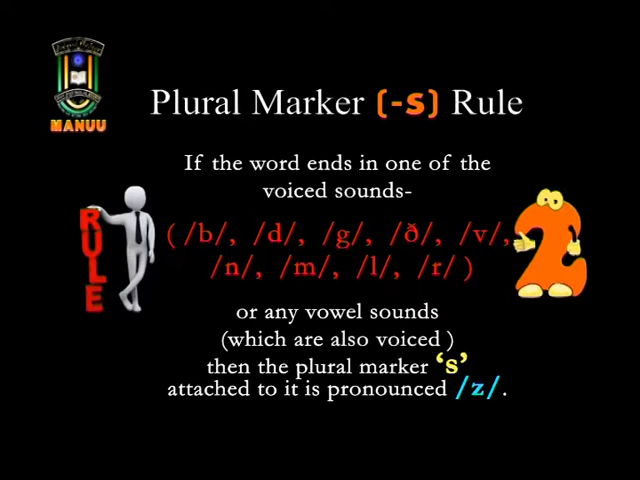 MANUU
Plural Marker (-s) Rule
If the word ends in one of the
voiced sounds-
( /b/, /d/, /g/, /ð/, /v/,
/n/, /m/, /l/, /r/ )
RULE
2
or any vowel sounds
(which are also voiced )
then the plural marker ‘s’
attached to it is pronounced /z/.